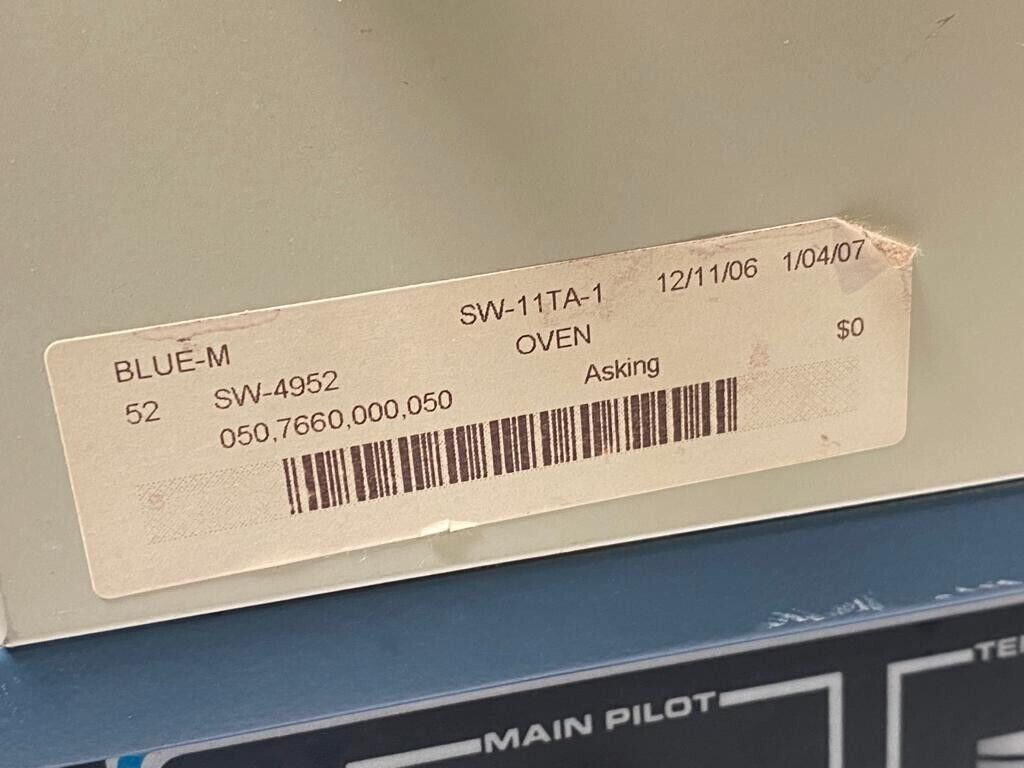 BLUE-M SW-11TA-1 12/11/06 1/04/07
52 SW-4952 OVEN $0
050,7660,000,050 Asking
MAIN PILOT